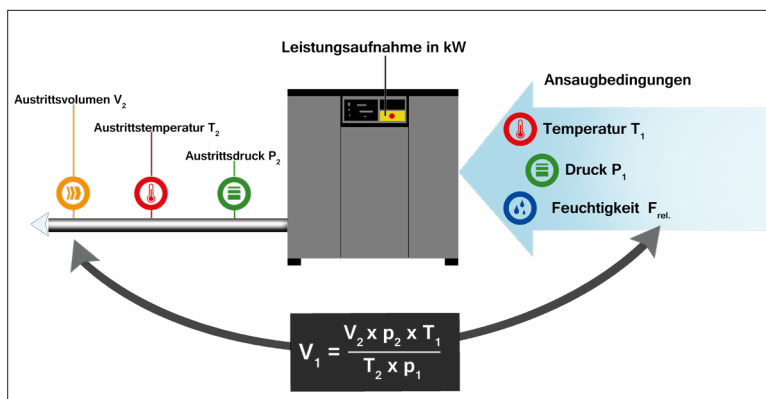 Leistungsaufnahme in kW
Ansaugbedingungen
Austrittsvolumen V₂
Austrittstemperatur T₂
Austrittsdruck P₂
Temperatur T₁
Druck P₁
Feuchtigkeit F rel.
V₁ = V₂ x p₂ x T₁
T₂ x p₁